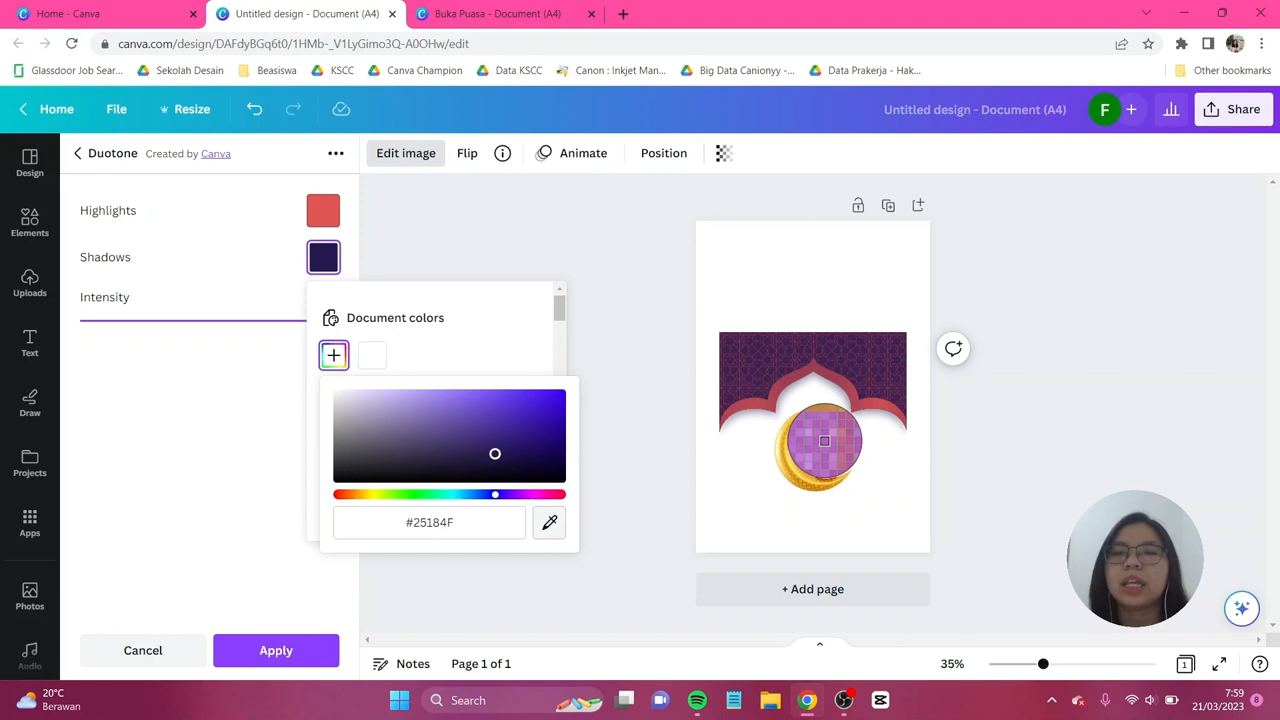 Home - Canva
Untitled design - Document (A4)
Buka Puasa - Document (A4)
canva.com/design/DAFdyBGq6t0/1HMb-_V1LyGimo3Q-A0OHw/edit
Glassdoor Job Sear...
Sekolah Desain
Beasiswa
KSCC
Canva Champion
Data KSCC
Canon : Inkjet Man...
Big Data Canionyy -...
Data Prakerja - Hak...
Other bookmarks
Home
File
Resize
Untitled design - Document (A4)
F
Share
Design
Elements
Uploads
Text
Draw
Projects
Apps
Photos
Audio
Duotone Created by Canva
Edit image
Flip
Animate
Position
Highlights
Shadows
Intensity
Document colors
#25184F
Cancel
Apply
+ Add page
Notes
Page 1 of 1
35%
1
20°C
Berawan
Search
7:59
21/03/2023
8